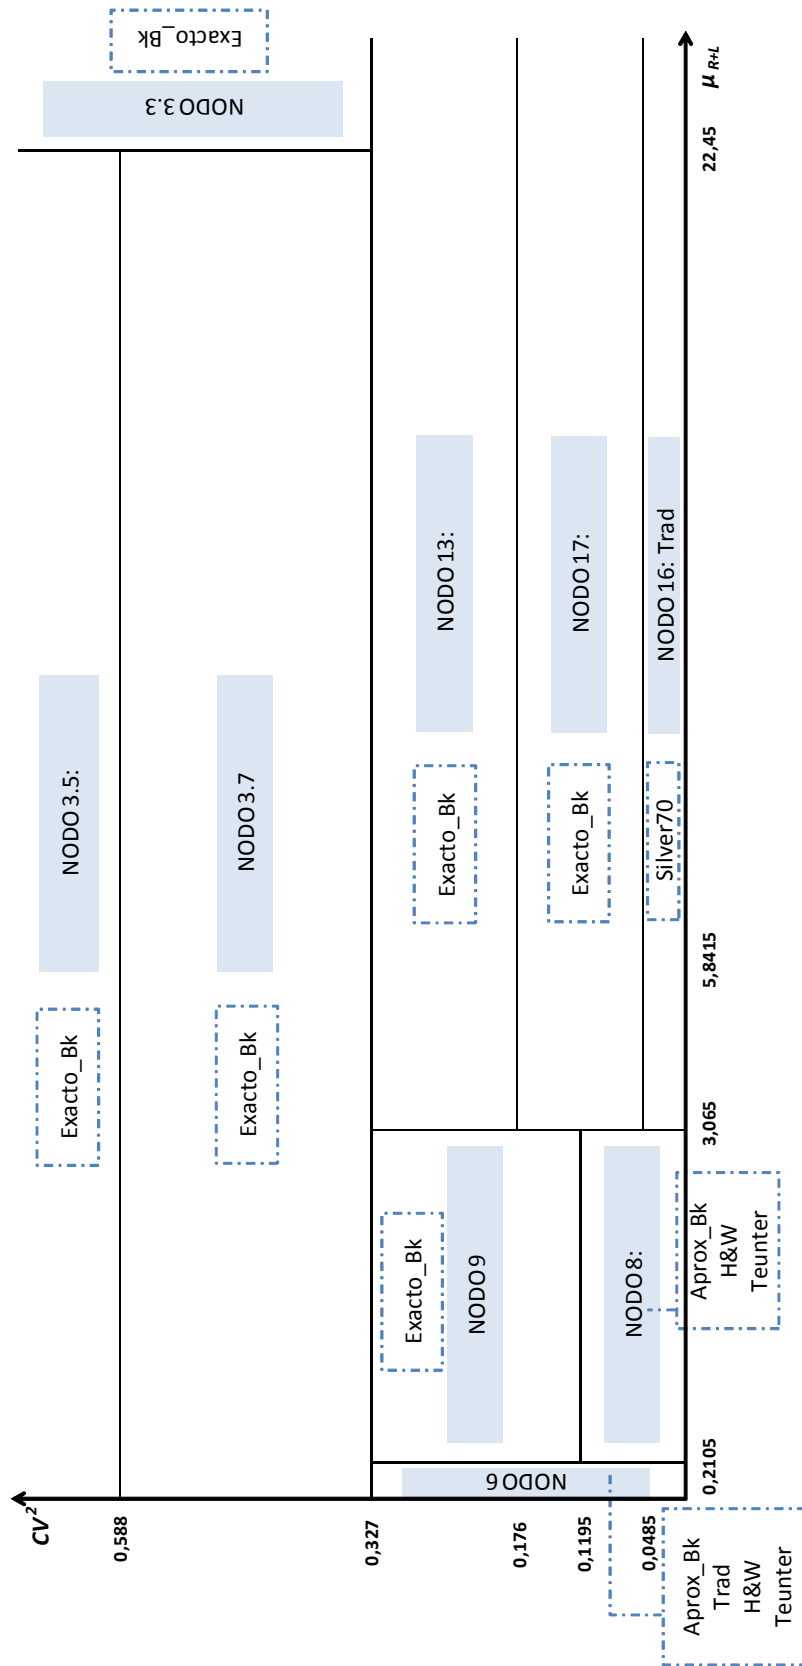 CV²
0,588
0,327
0,176
0,1195
0,0485
NODO 3.5:
Exacto_Bk
NODO 3.7
Exacto_Bk
NODO 3.3
Exacto_Bk
NODO 13:
Exacto_Bk
NODO 17:
Exacto_Bk
NODO 16: Trad
Silver70
Exacto_Bk
NODO 9
NODO 8:
NODO 6
0,2105
3,065
5,8415
22,45
μ R+L
Aprox_Bk
H&W
Teunter
Aprox_Bk
Trad
H&W
Teunter